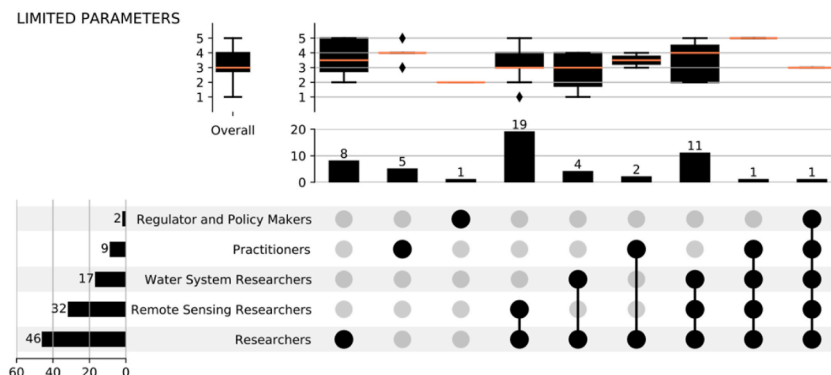 LIMITED PARAMETERS
5
4
3
2
1
Overall
5
4
3
2
1
20
10
0
8
5
1
19
4
2
11
1
1
2 Regulator and Policy Makers
9 Practitioners
17 Water System Researchers
32 Remote Sensing Researchers
46 Researchers
60 40 20 0